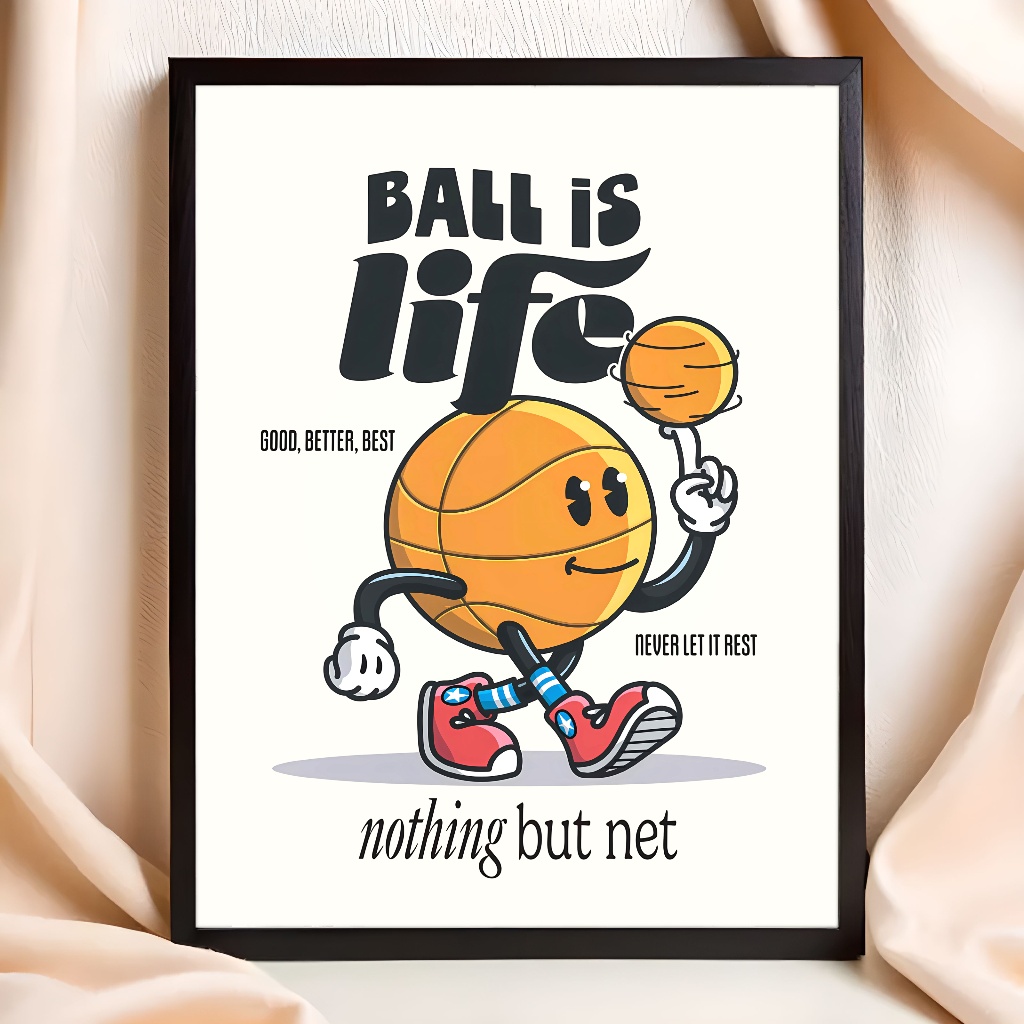 BALL iS
life
GOOD, BETTER, BEST
NEVER LET IT REST
nothing but net